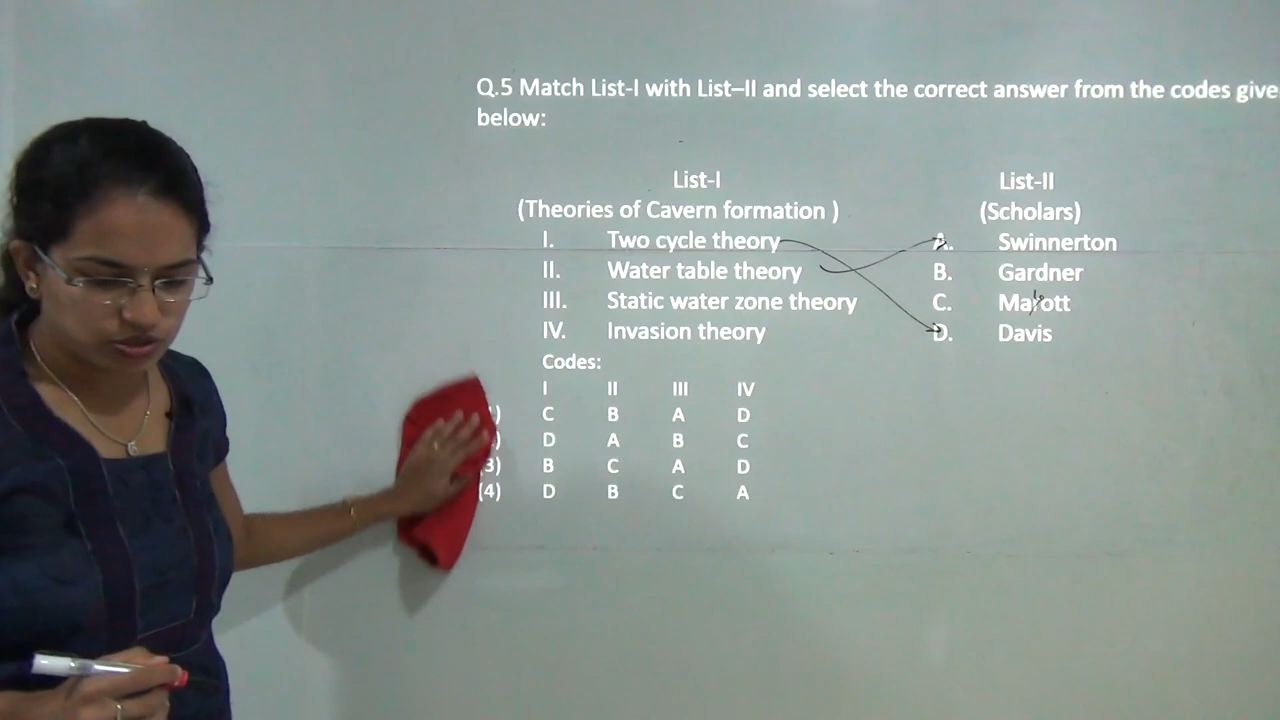 Q.5 Match List-I with List–II and select the correct answer from the codes give
below:
List-I List-II
(Theories of Cavern formation ) (Scholars)
I. Two cycle theory A. Swinnerton
II. Water table theory B. Gardner
III. Static water zone theory C. Malott
IV. Invasion theory D. Davis
Codes:
I II III IV
) C B A D
) D A B C
3) B C A D
(4) D B C A